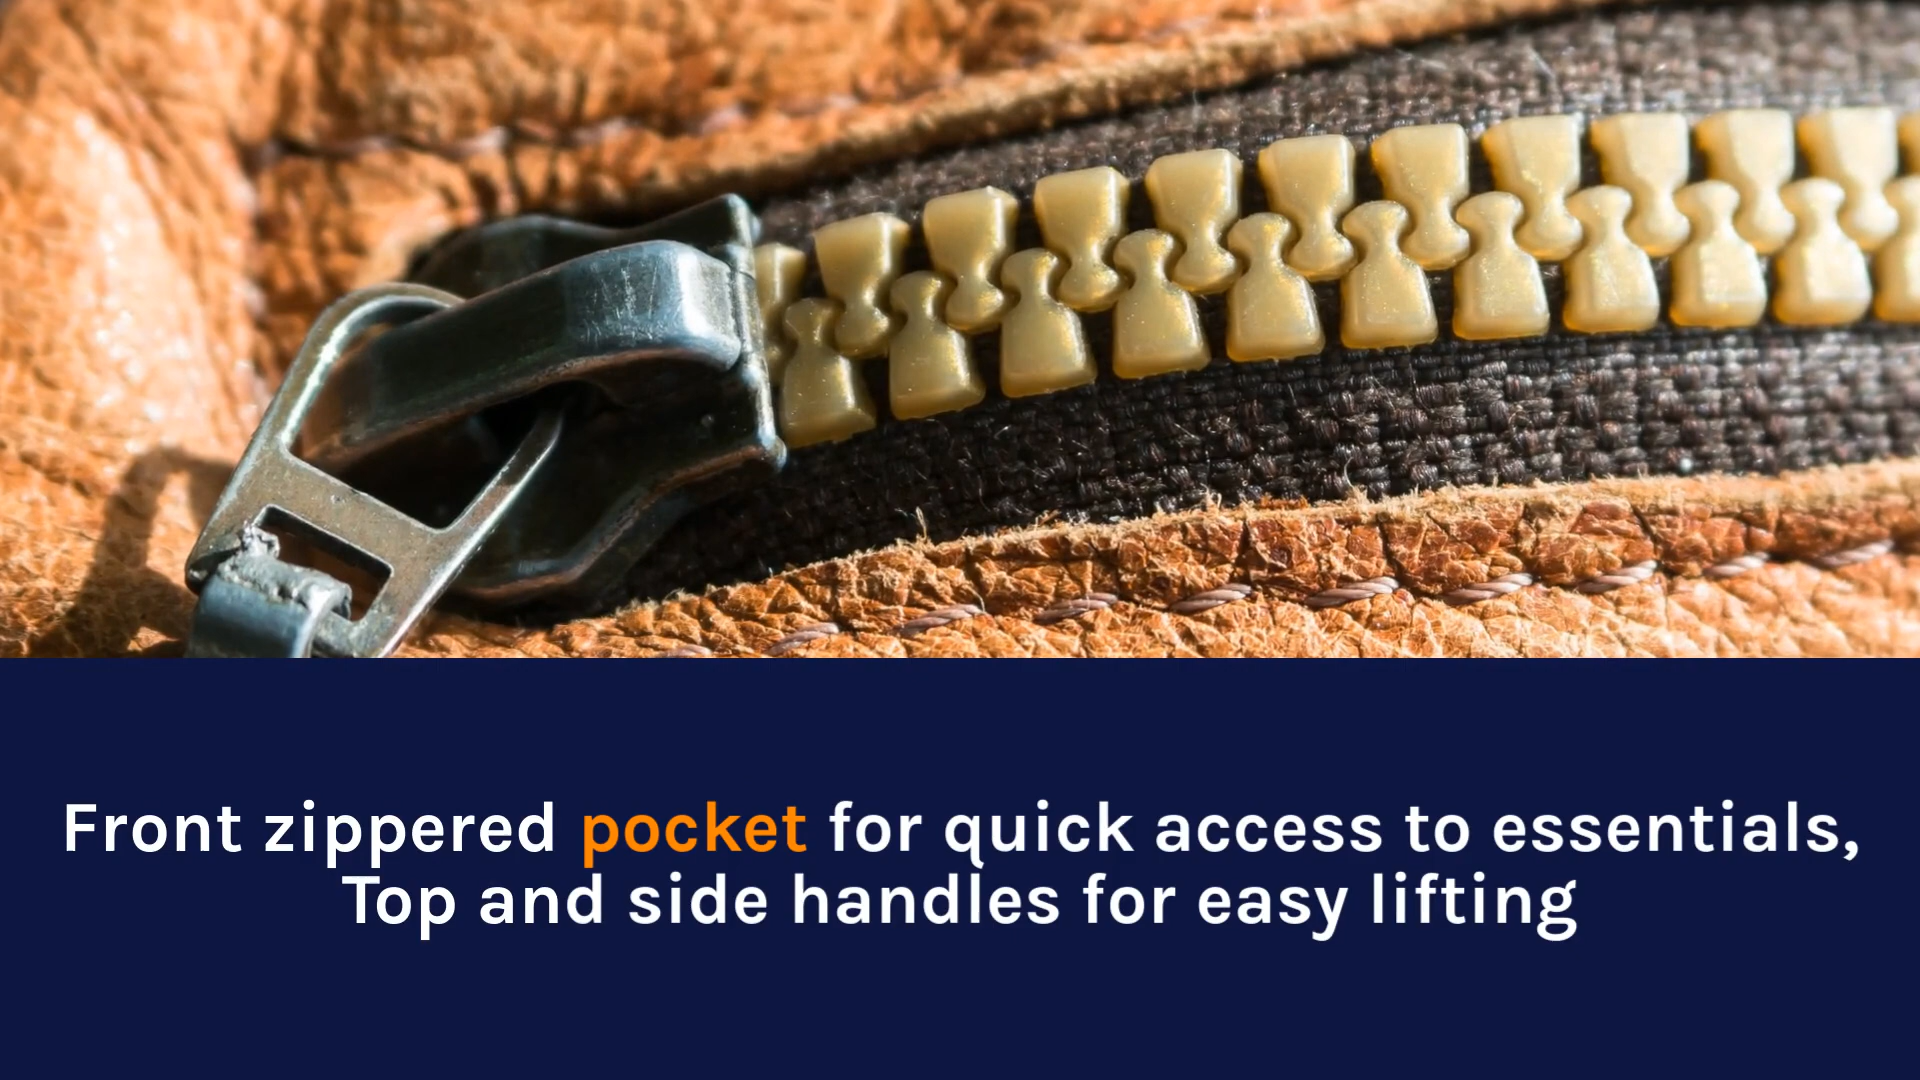 Front zippered pocket for quick access to essentials,
Top and side handles for easy lifting